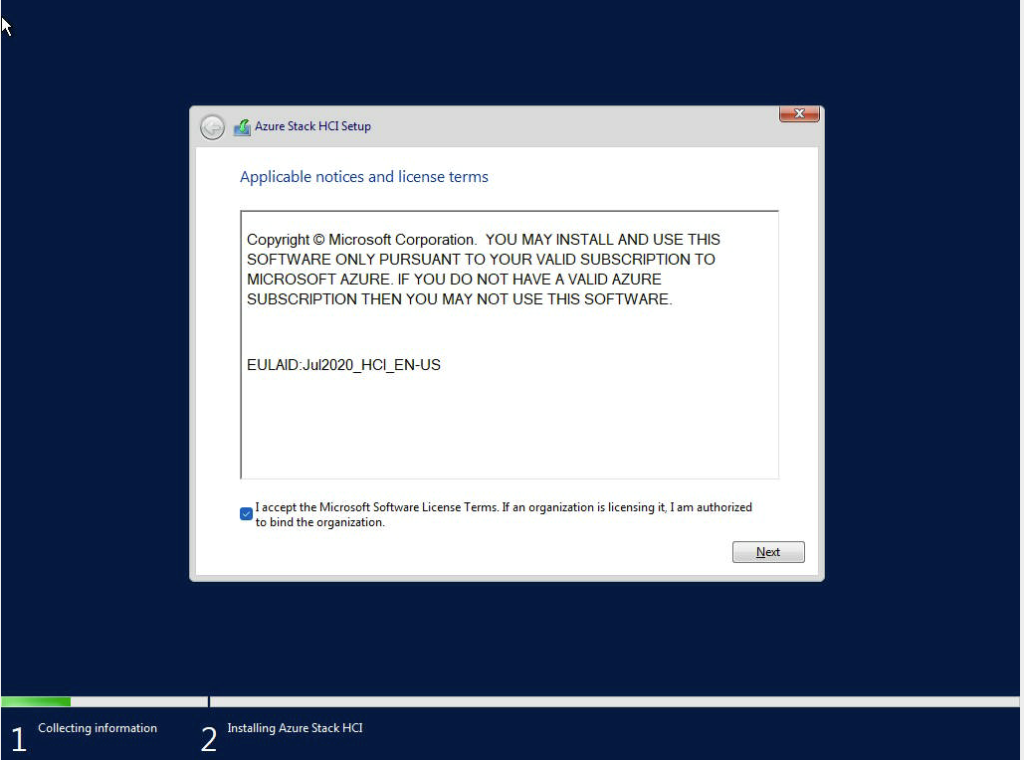 Azure Stack HCI Setup
Applicable notices and license terms
Copyright © Microsoft Corporation.  YOU MAY INSTALL AND USE THIS
SOFTWARE ONLY PURSUANT TO YOUR VALID SUBSCRIPTION TO
MICROSOFT AZURE. IF YOU DO NOT HAVE A VALID AZURE
SUBSCRIPTION THEN YOU MAY NOT USE THIS SOFTWARE.
EULAID:Jul2020_HCI_EN-US
I accept the Microsoft Software License Terms. If an organization is licensing it, I am authorized
to bind the organization.
Next
1 Collecting information
2 Installing Azure Stack HCI